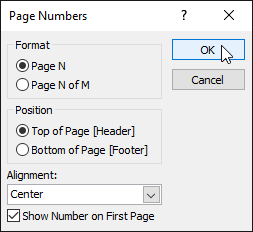 Page Numbers
?
Format
Page N
Page N of M
OK
Cancel
Position
Top of Page [Header]
Bottom of Page [Footer]
Alignment:
Center
Show Number on First Page